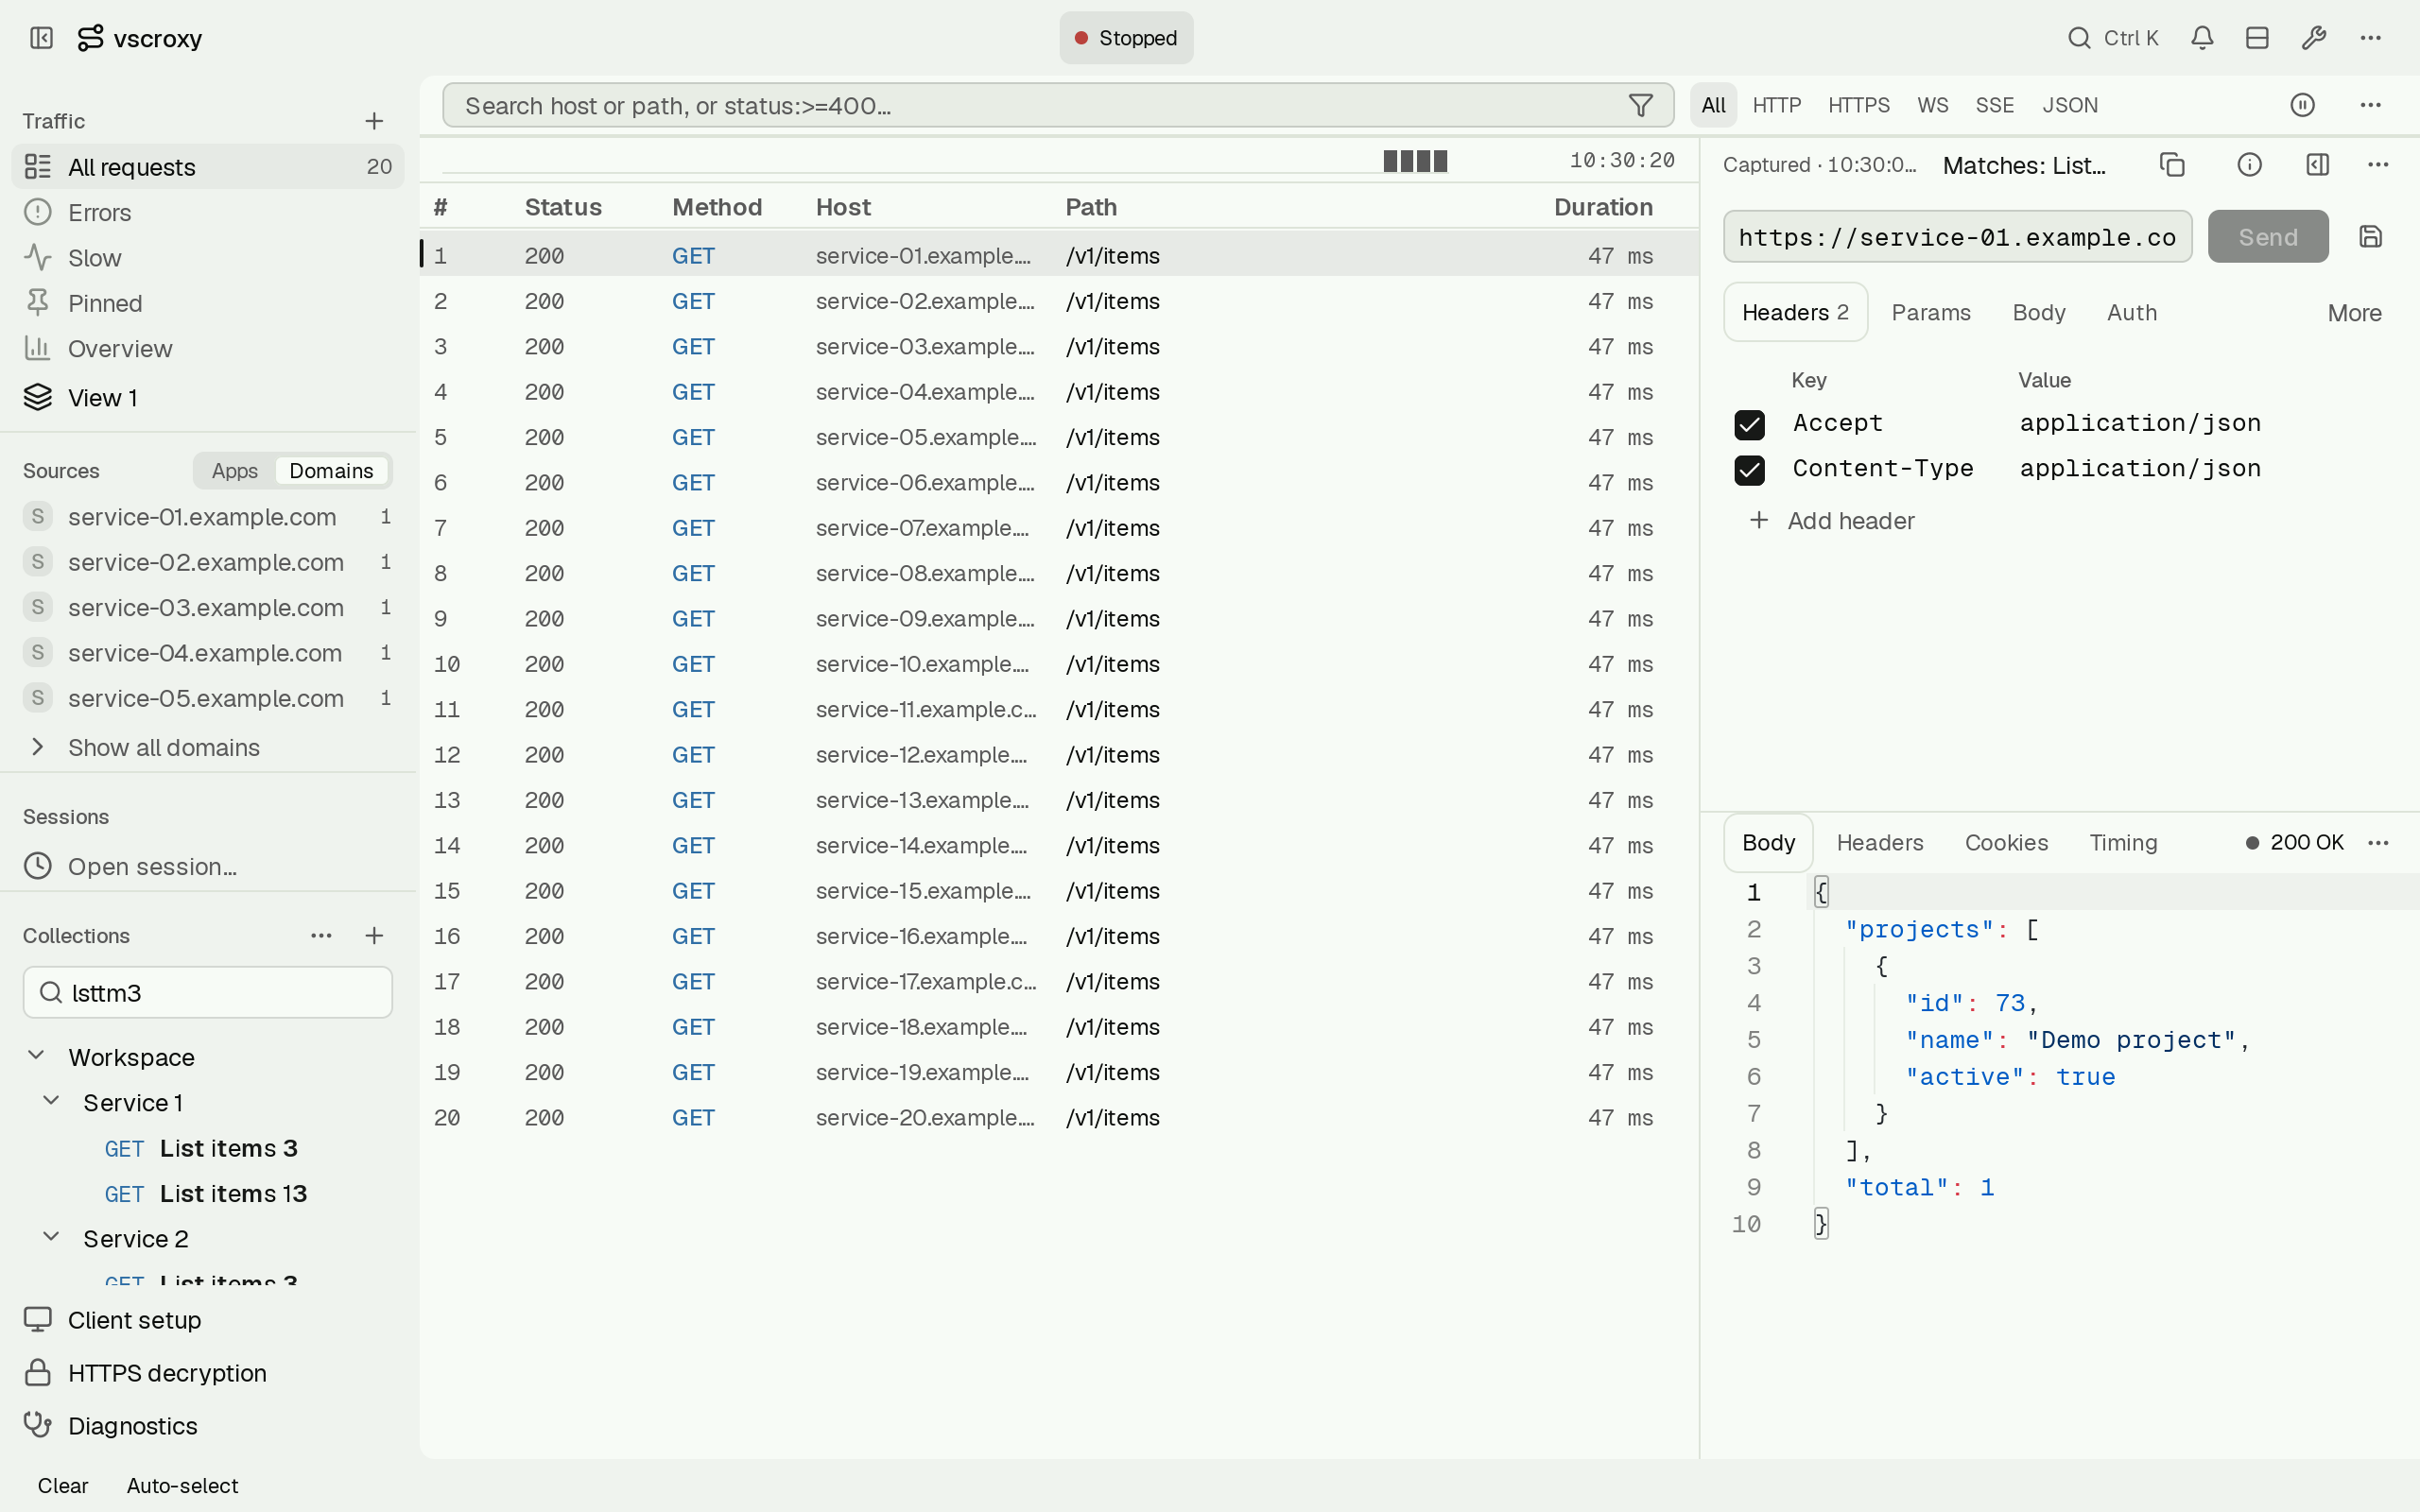 vscroxy
Stopped
Ctrl K
Traffic
All requests 20
Errors
Slow
Pinned
Overview
View 1
Sources Apps Domains
S service-01.example.com 1
S service-02.example.com 1
S service-03.example.com 1
S service-04.example.com 1
S service-05.example.com 1
Show all domains
Sessions
Open session...
Collections
lsttm3
Workspace
Service 1
GET List items 3
GET List items 13
Service 2
GET List items 3
Client setup
HTTPS decryption
Diagnostics
Clear Auto-select
Search host or path, or status:>=400...
All HTTP HTTPS WS SSE JSON
10:30:20
# Status Method Host Path Duration
1 200 GET service-01.example.... /v1/items 47 ms
2 200 GET service-02.example.... /v1/items 47 ms
3 200 GET service-03.example.... /v1/items 47 ms
4 200 GET service-04.example.... /v1/items 47 ms
5 200 GET service-05.example.... /v1/items 47 ms
6 200 GET service-06.example.... /v1/items 47 ms
7 200 GET service-07.example.... /v1/items 47 ms
8 200 GET service-08.example.... /v1/items 47 ms
9 200 GET service-09.example.... /v1/items 47 ms
10 200 GET service-10.example.... /v1/items 47 ms
11 200 GET service-11.example.c... /v1/items 47 ms
12 200 GET service-12.example.... /v1/items 47 ms
13 200 GET service-13.example.... /v1/items 47 ms
14 200 GET service-14.example.... /v1/items 47 ms
15 200 GET service-15.example.... /v1/items 47 ms
16 200 GET service-16.example.... /v1/items 47 ms
17 200 GET service-17.example.c... /v1/items 47 ms
18 200 GET service-18.example.... /v1/items 47 ms
19 200 GET service-19.example.... /v1/items 47 ms
20 200 GET service-20.example.... /v1/items 47 ms
Captured · 10:30:0... Matches: List...
https://service-01.example.co Send
Headers 2 Params Body Auth More
Key Value
Accept application/json
Content-Type application/json
Add header
Body Headers Cookies Timing 200 OK
1 {
2 "projects": [
3 {
4 "id": 73,
5 "name": "Demo project",
6 "active": true
7 }
8 ],
9 "total": 1
10 }